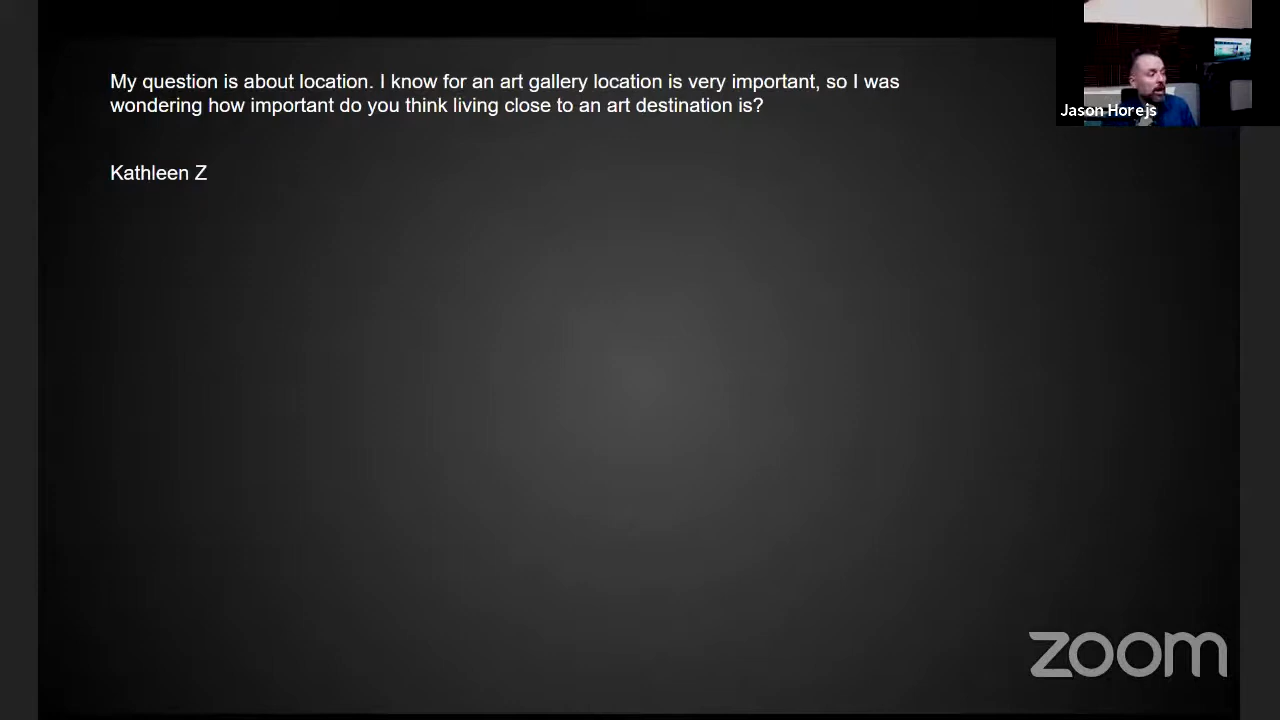 My question is about location. I know for an art gallery location is very important, so I was
wondering how important do you think living close to an art destination is?
Kathleen Z
Jason Horejs
zoom